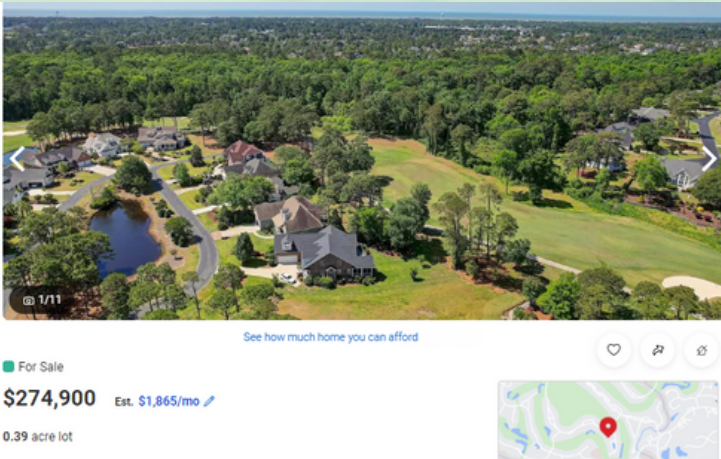 1/11
See how much home you can afford
For Sale
$274,900 Est. $1,865/mo
0.39 acre lot